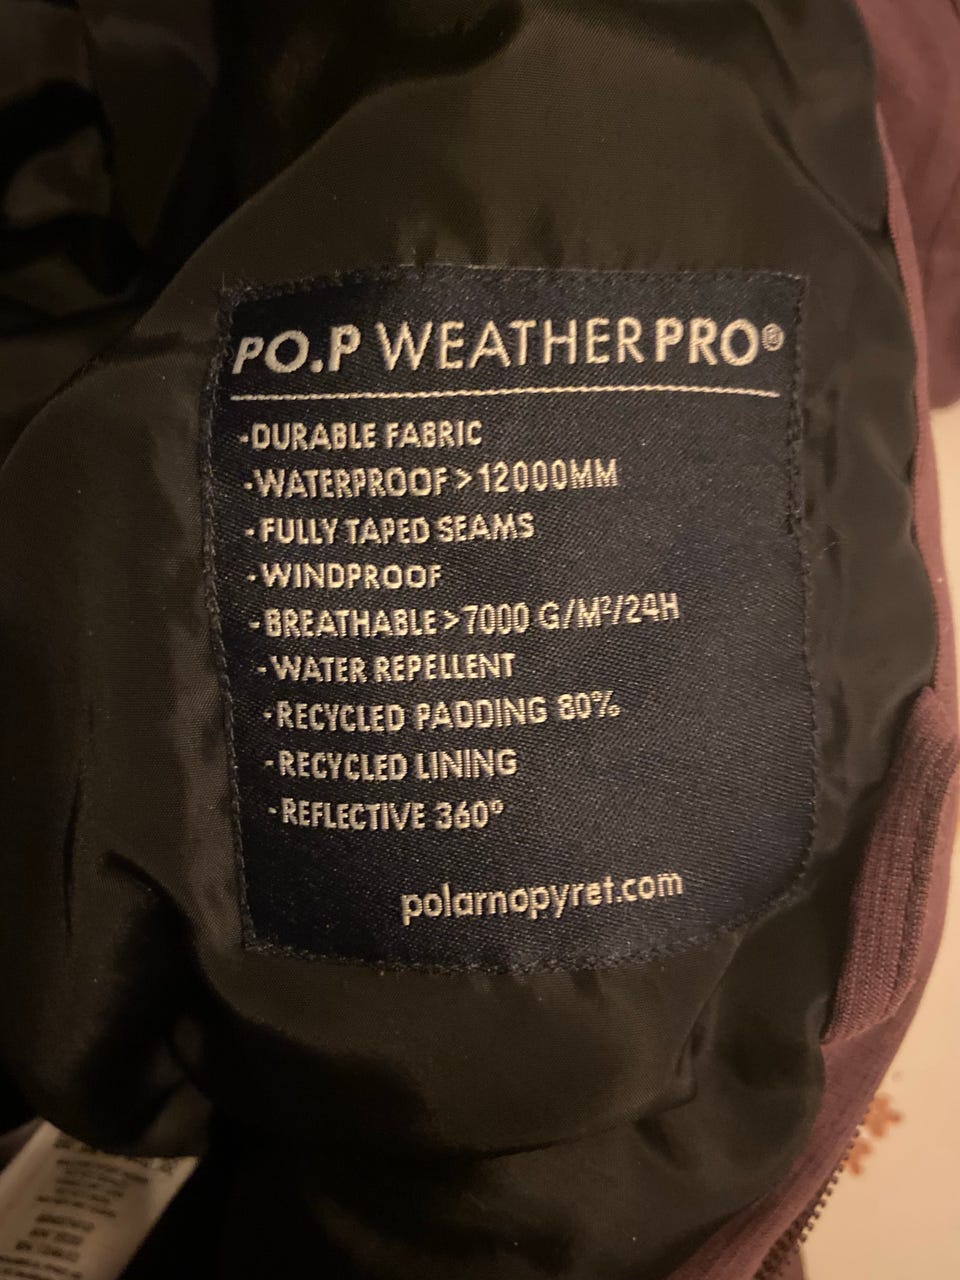 PO.P WEATHERPRO®
-DURABLE FABRIC
-WATERPROOF>12000MM
-FULLY TAPED SEAMS
-WINDPROOF
-BREATHABLE>7000 G/M²/24H
-WATER REPELLENT
-RECYCLED PADDING 80%
-RECYCLED LINING
-REFLECTIVE 360°
polarnopyret.com